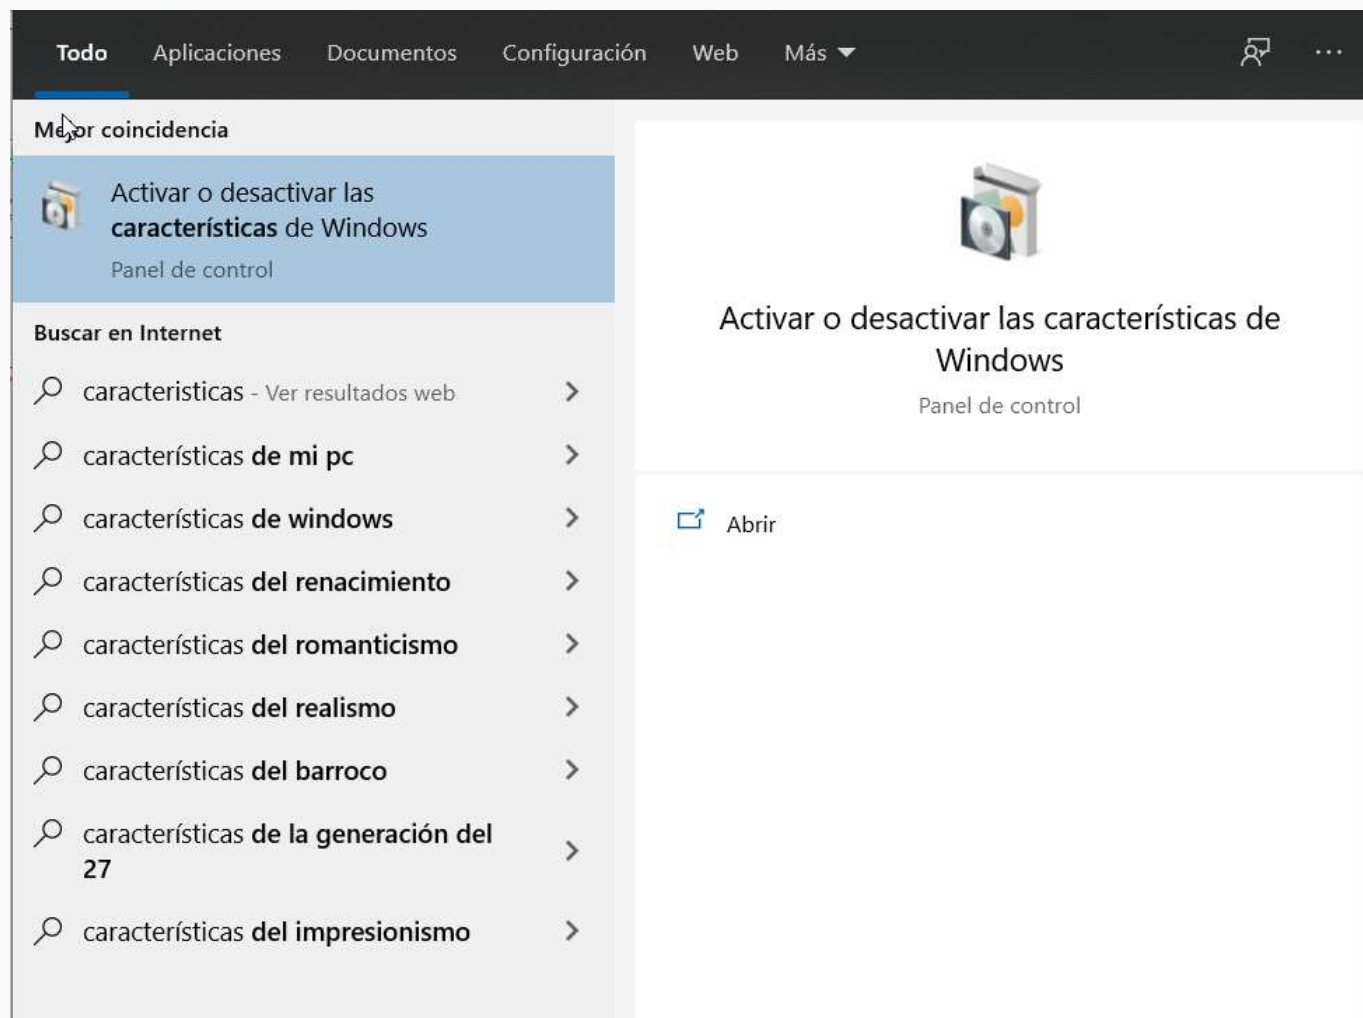 Todo Aplicaciones Documentos Configuración Web Más
Mejor coincidencia
Activar o desactivar las
características de Windows
Panel de control
Buscar en Internet
caracteristicas - Ver resultados web
características de mi pc
características de windows
características del renacimiento
características del romanticismo
características del realismo
características del barroco
características de la generación del
27
características del impresionismo
Activar o desactivar las características de
Windows
Panel de control
Abrir